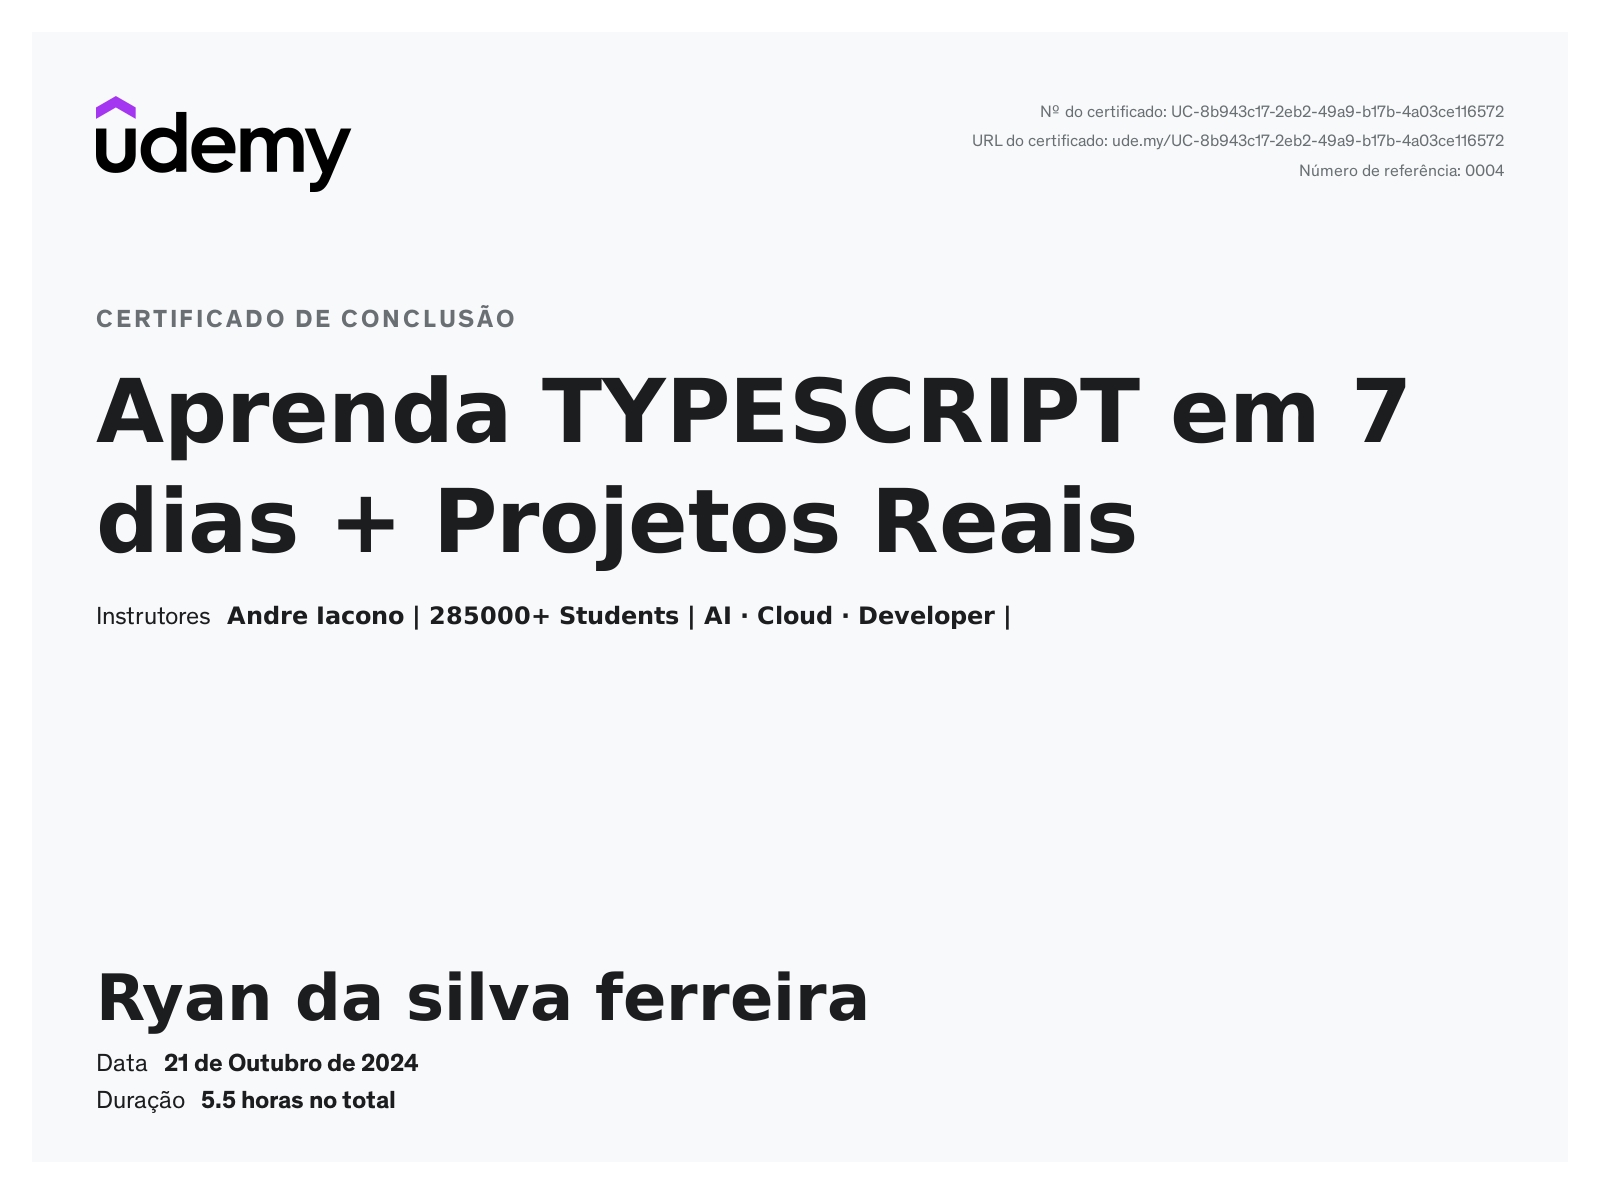 udemy
Nº do certificado: UC-8b943c17-2eb2-49a9-b17b-4a03ce116572
URL do certificado: ude.my/UC-8b943c17-2eb2-49a9-b17b-4a03ce116572
Número de referência: 0004
CERTIFICADO DE CONCLUSÃO
Aprenda TYPESCRIPT em 7
dias + Projetos Reais
Instrutores Andre Iacono | 285000+ Students | AI · Cloud · Developer |
Ryan da silva ferreira
Data 21 de Outubro de 2024
Duração 5.5 horas no total